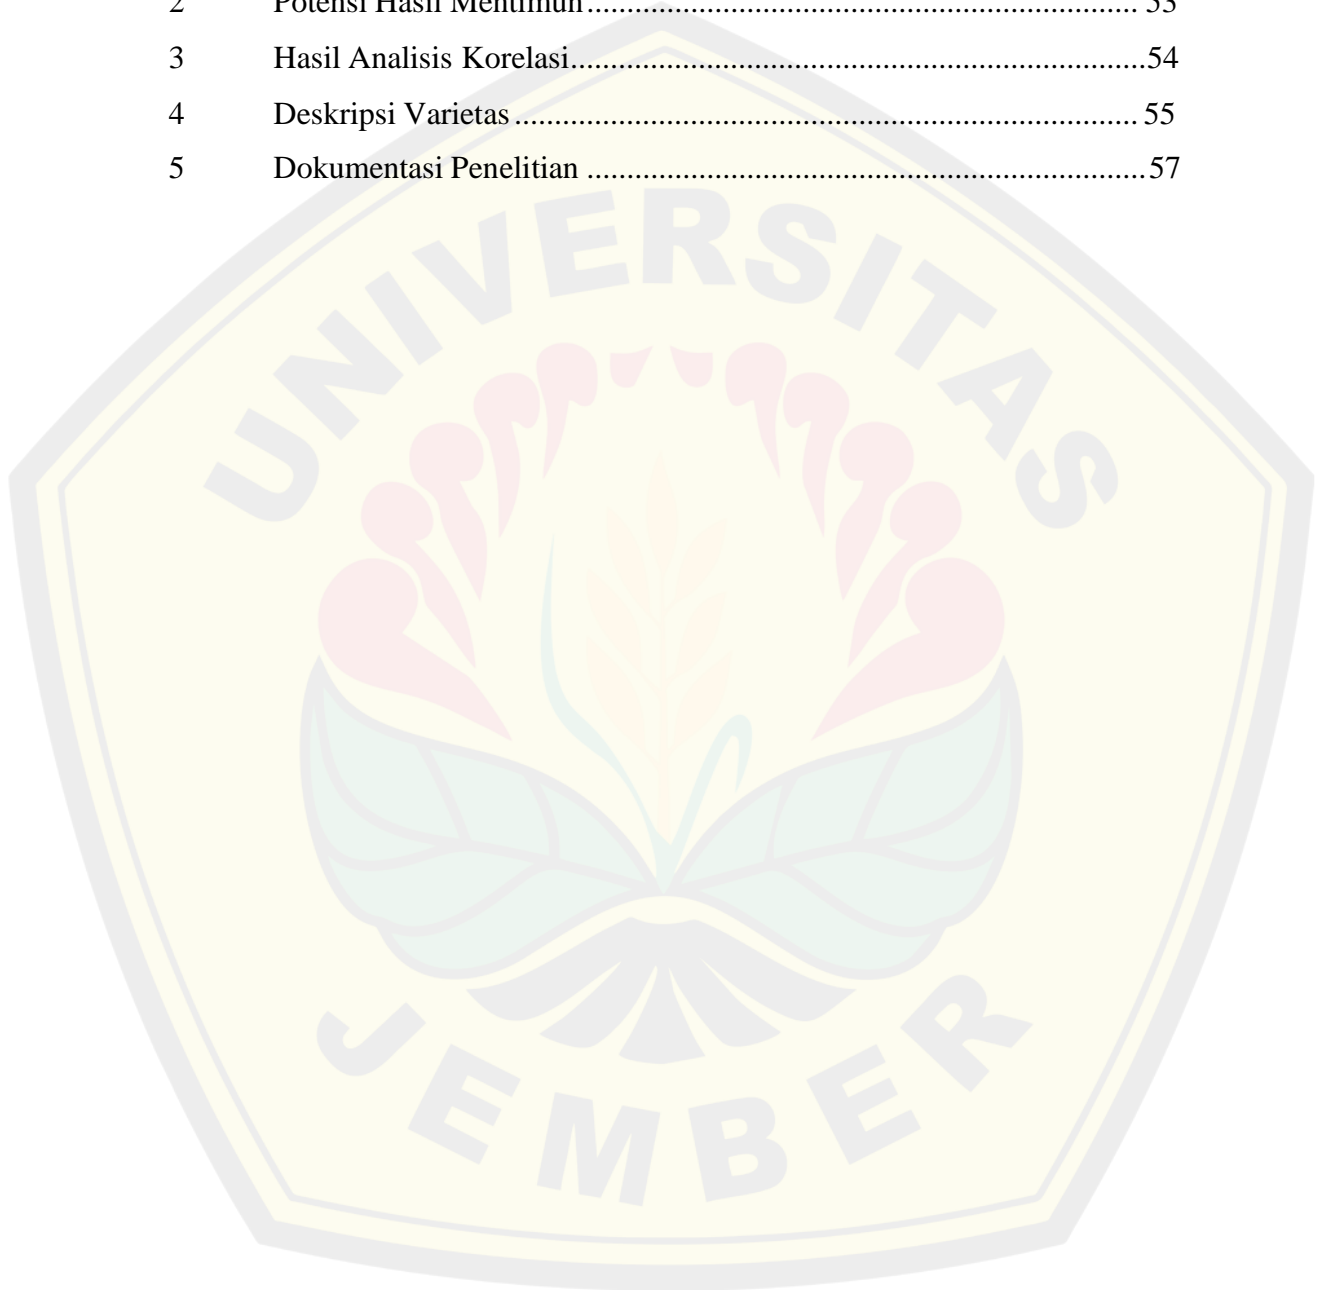 2 Potensi Hasil Mentimun........................................................................ 53
3 Hasil Analisis Korelasi...........................................................................54
4 Deskripsi Varietas ................................................................................. 55
5 Dokumentasi Penelitian .........................................................................57
UNIVERSITAS
JEMBER